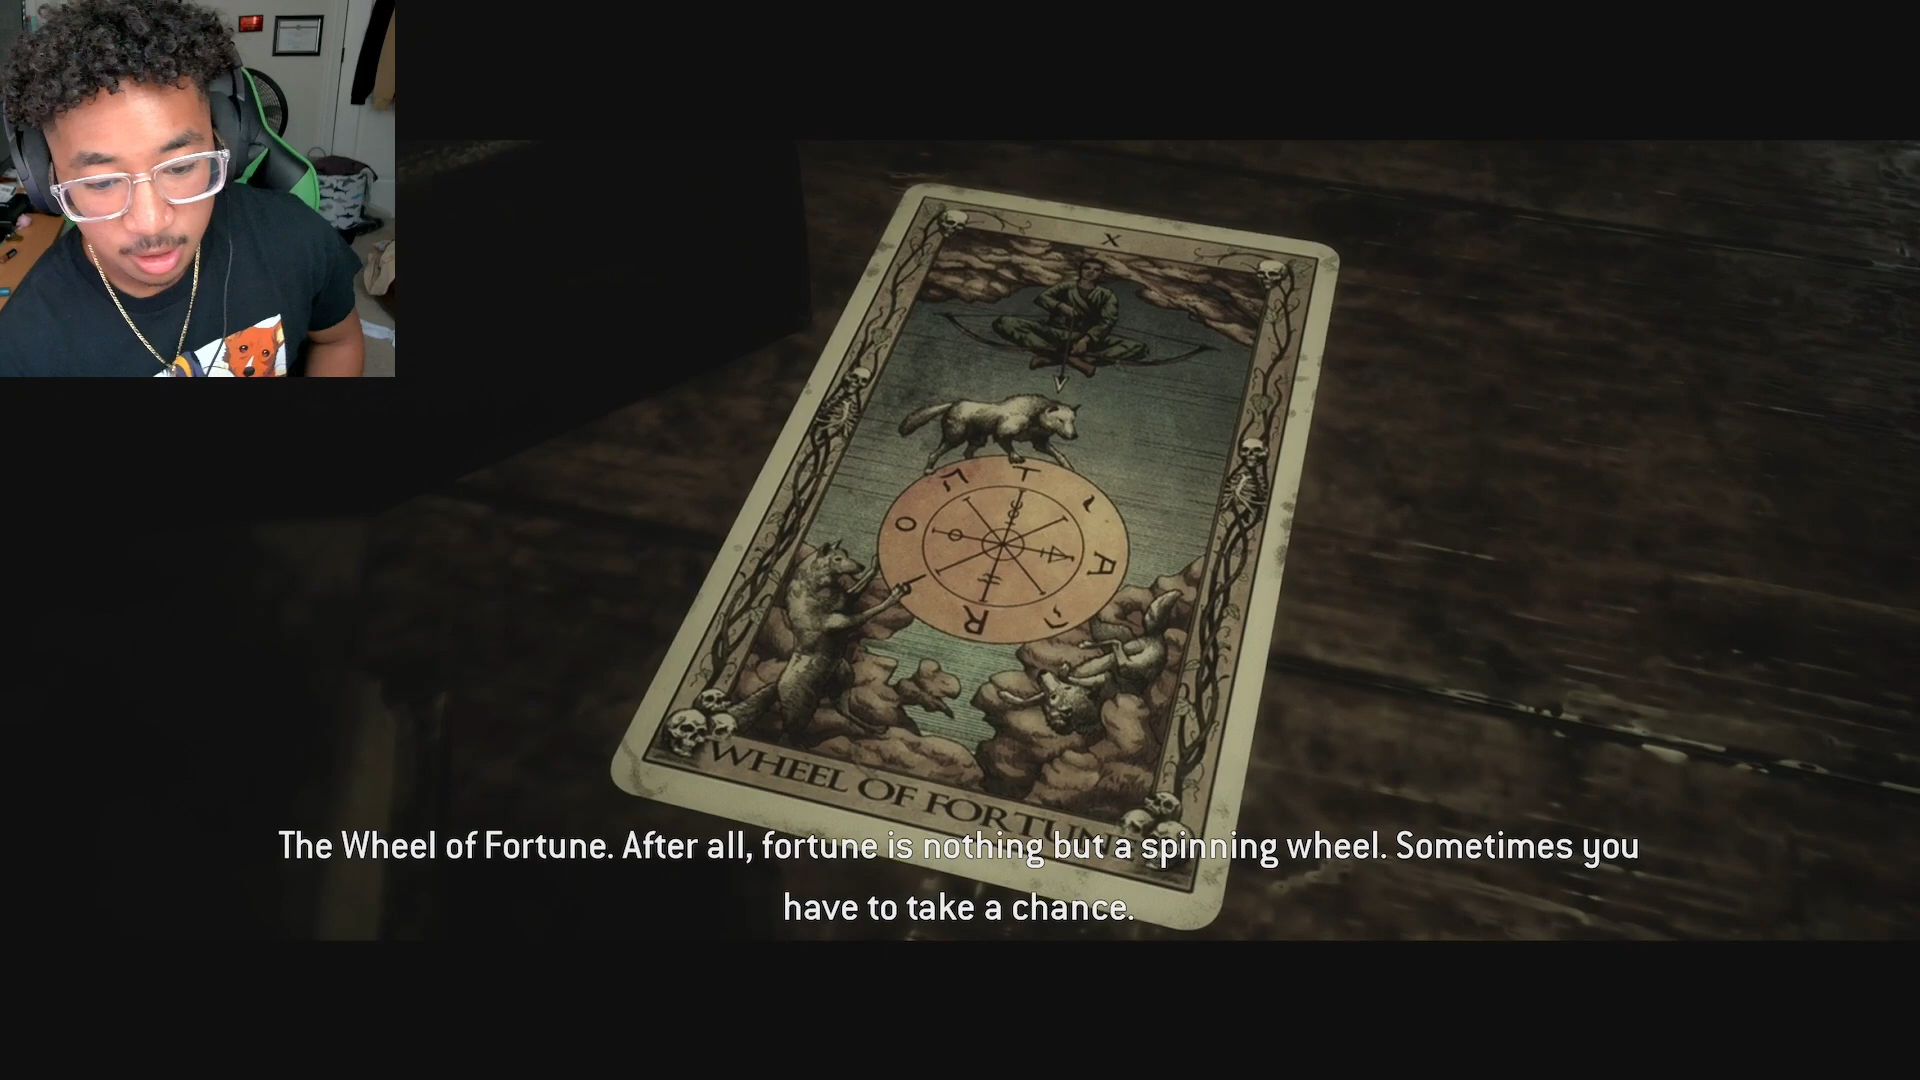 X
T
A
R
O
WHEEL OF FORTUNE
The Wheel of Fortune. After all, fortune is nothing but a spinning wheel. Sometimes you
have to take a chance.